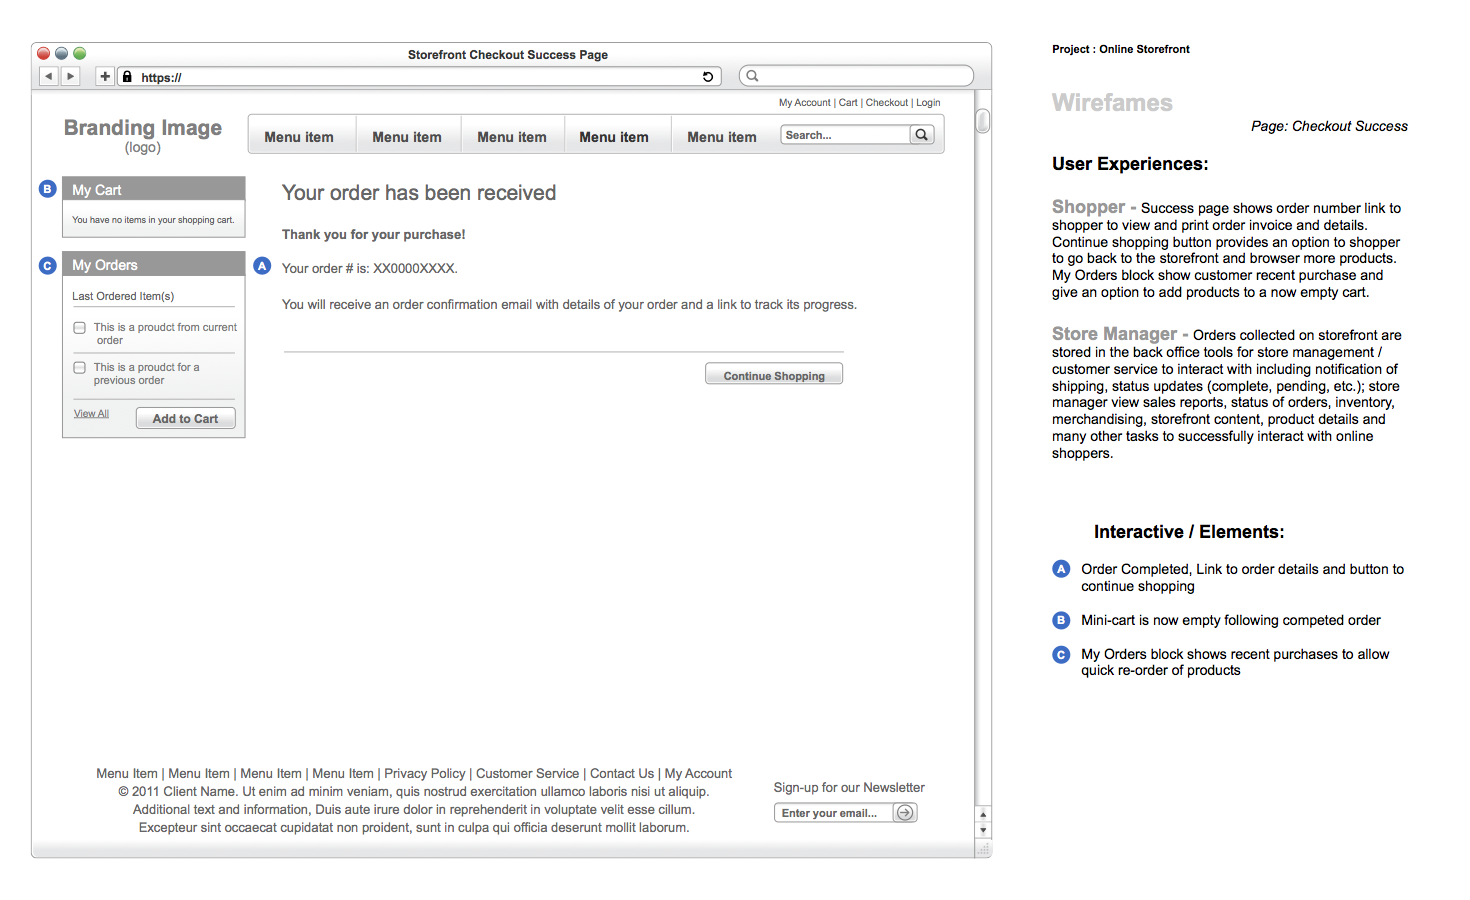 Storefront Checkout Success Page
https://
My Account | Cart | Checkout | Login
Branding Image
(logo)
Menu item
Menu item
Menu item
Menu item
Menu item
Search...
B
My Cart
You have no items in your shopping cart.
C
My Orders
Last Ordered Item(s)
This is a proudct from current
order
This is a proudct for a
previous order
View All
Add to Cart
Your order has been received
Thank you for your purchase!
A
Your order # is: XX0000XXXX.
You will receive an order confirmation email with details of your order and a link to track its progress.
Continue Shopping
Menu Item | Menu Item | Menu Item | Menu Item | Privacy Policy | Customer Service | Contact Us | My Account
© 2011 Client Name. Ut enim ad minim veniam, quis nostrud exercitation ullamco laboris nisi ut aliquip.
Additional text and information, Duis aute irure dolor in reprehenderit in voluptate velit esse cillum.
Excepteur sint occaecat cupidatat non proident, sunt in culpa qui officia deserunt mollit laborum.
Sign-up for our Newsletter
Enter your email...
Project : Online Storefront
Wirefames
Page: Checkout Success
User Experiences:
Shopper - Success page shows order number link to
shopper to view and print order invoice and details.
Continue shopping button provides an option to shopper
to go back to the storefront and browser more products.
My Orders block show customer recent purchase and
give an option to add products to a now empty cart.
Store Manager - Orders collected on storefront are
stored in the back office tools for store management /
customer service to interact with including notification of
shipping, status updates (complete, pending, etc.); store
manager view sales reports, status of orders, inventory,
merchandising, storefront content, product details and
many other tasks to successfully interact with online
shoppers.
Interactive / Elements:
A
Order Completed, Link to order details and button to
continue shopping
B
Mini-cart is now empty following competed order
C
My Orders block shows recent purchases to allow
quick re-order of products